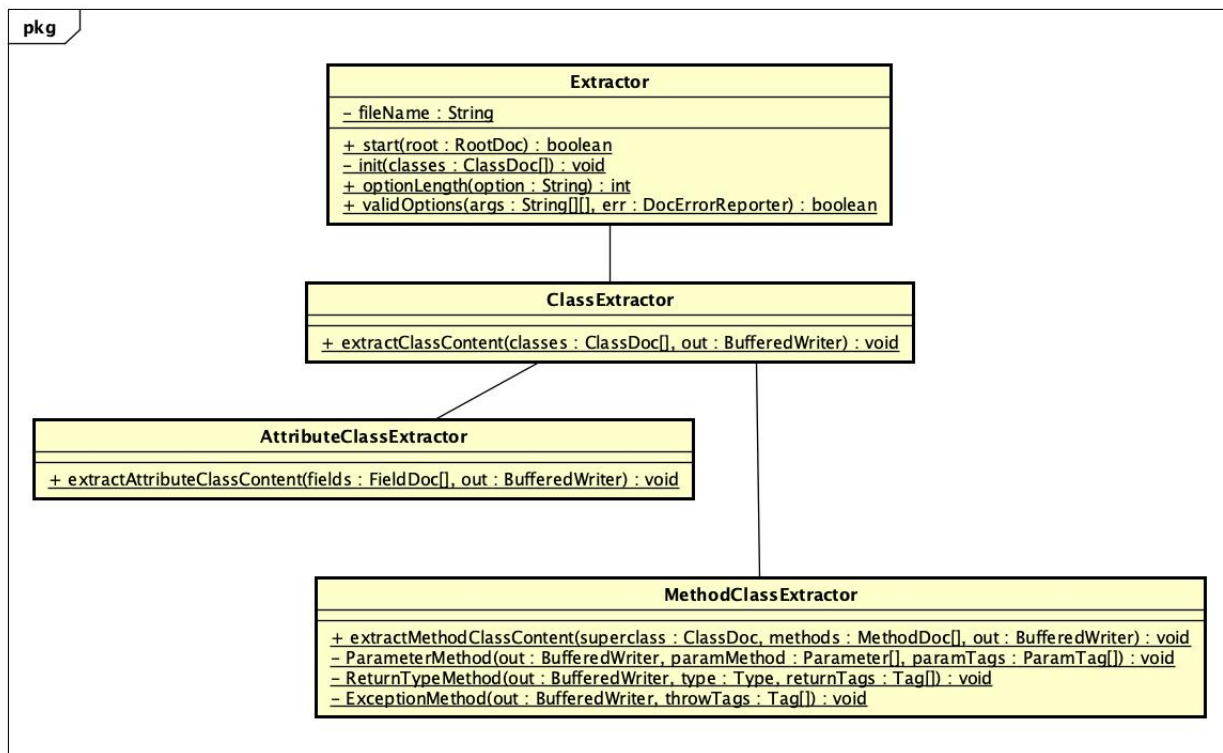 pkg
Extractor
- fileName : String
+ start(root : RootDoc) : boolean
- init(classes : ClassDoc[]) : void
+ optionLength(option : String) : int
+ validOptions(args : String[][], err : DocErrorReporter) : boolean
ClassExtractor
+ extractClassContent(classes : ClassDoc[], out : BufferedWriter) : void
AttributeClassExtractor
+ extractAttributeClassContent(fields : FieldDoc[], out : BufferedWriter) : void
MethodClassExtractor
+ extractMethodClassContent(superclass : ClassDoc, methods : MethodDoc[], out : BufferedWriter) : void
- ParameterMethod(out : BufferedWriter, paramMethod : Parameter[], paramTags : ParamTag[]) : void
- ReturnTypeMethod(out : BufferedWriter, type : Type, returnTags : Tag[]) : void
- ExceptionMethod(out : BufferedWriter, throwTags : Tag[]) : void